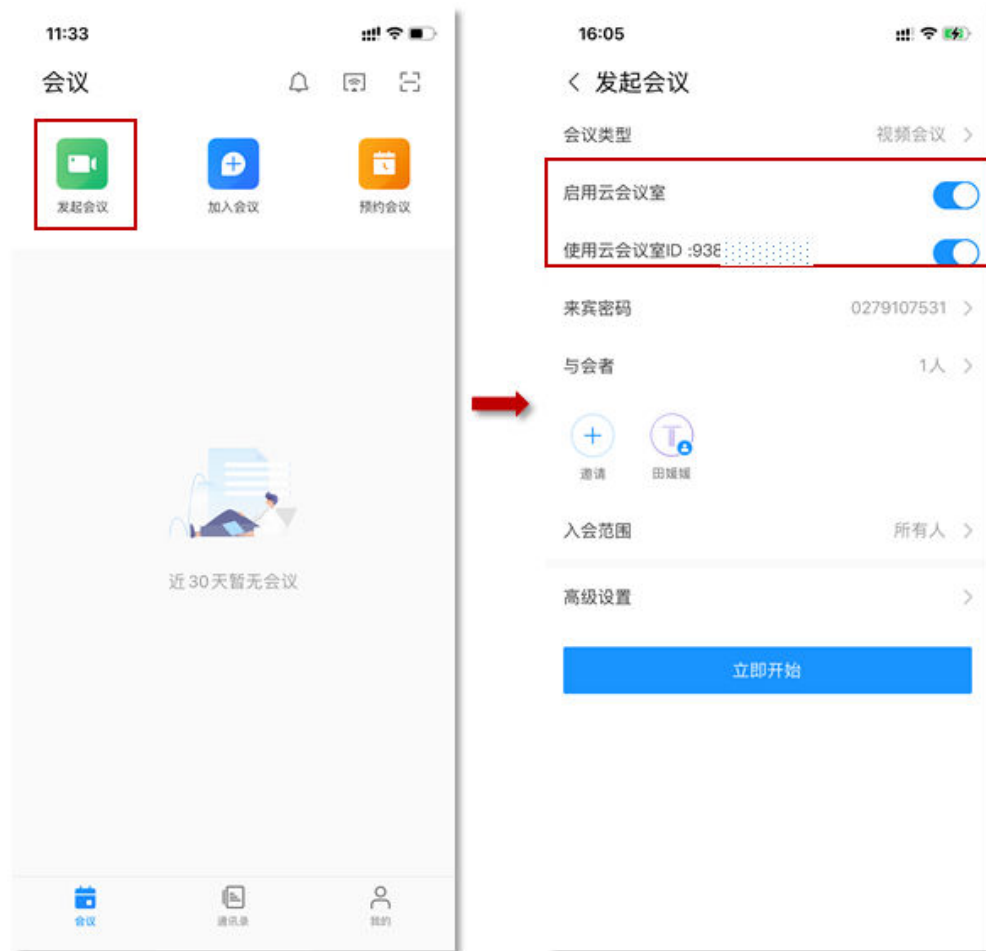 11:33
会议
发起会议
加入会议
预约会议
近30天暂无会议
会议
通讯录
我的
16:05
发起会议
会议类型 视频会议
启用云会议室
使用云会议室ID :938
来宾密码 0279107531
与会者 1人
T
邀请 田媛媛
入会范围 所有人
高级设置
立即开始